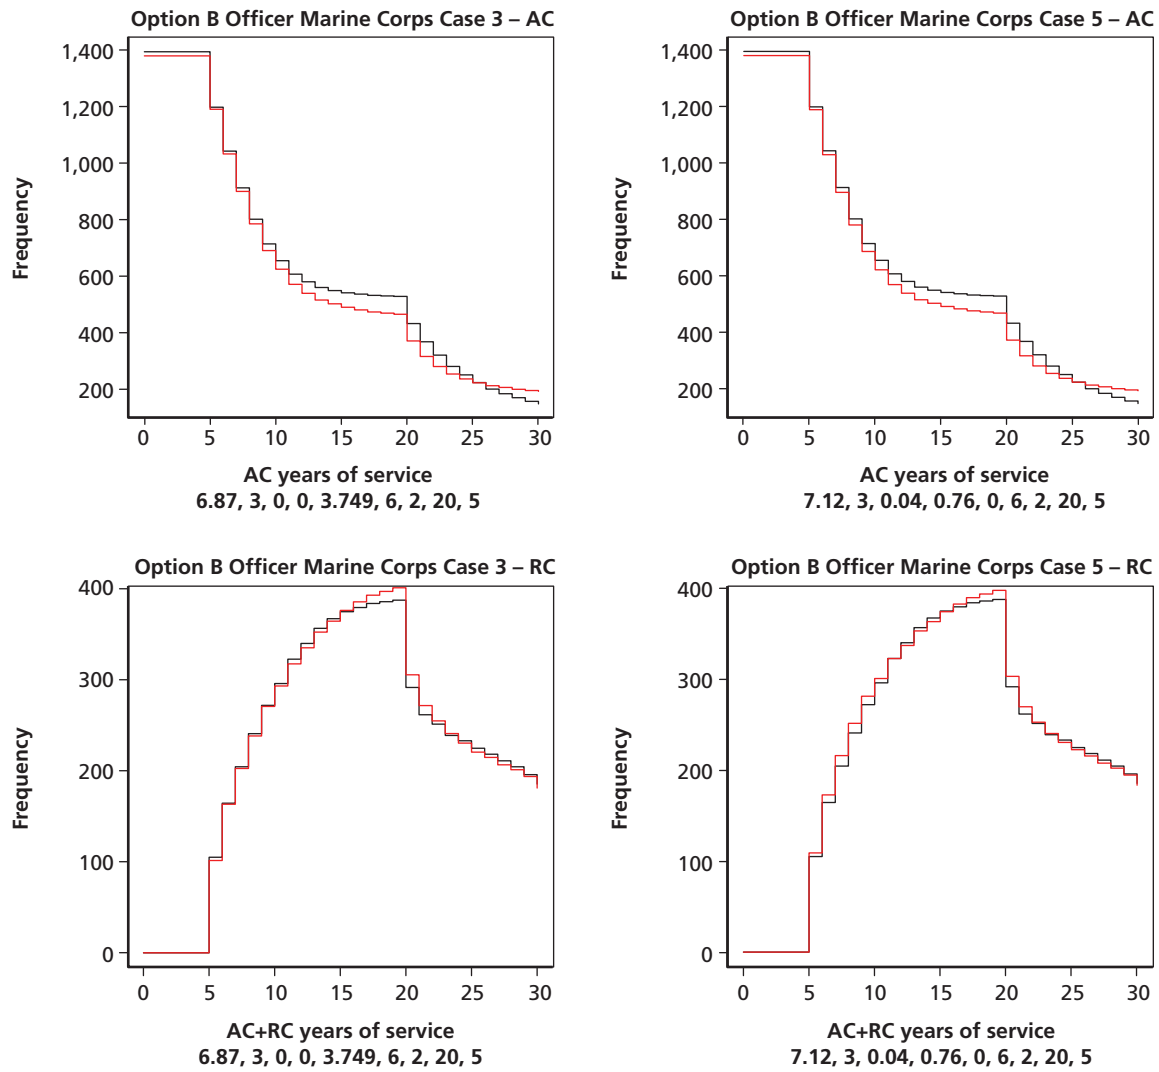 Option B Officer Marine Corps Case 3 – AC
1,400
1,200
1,000
800
600
400
200
Frequency
0 5 10 15 20 25 30
AC years of service
6.87, 3, 0, 0, 3.749, 6, 2, 20, 5
Option B Officer Marine Corps Case 5 – AC
1,400
1,200
1,000
800
600
400
200
Frequency
0 5 10 15 20 25 30
AC years of service
7.12, 3, 0.04, 0.76, 0, 6, 2, 20, 5
Option B Officer Marine Corps Case 3 – RC
400
300
200
100
0
Frequency
0 5 10 15 20 25 30
AC+RC years of service
6.87, 3, 0, 0, 3.749, 6, 2, 20, 5
Option B Officer Marine Corps Case 5 – RC
400
300
200
100
0
Frequency
0 5 10 15 20 25 30
AC+RC years of service
7.12, 3, 0.04, 0.76, 0, 6, 2, 20, 5